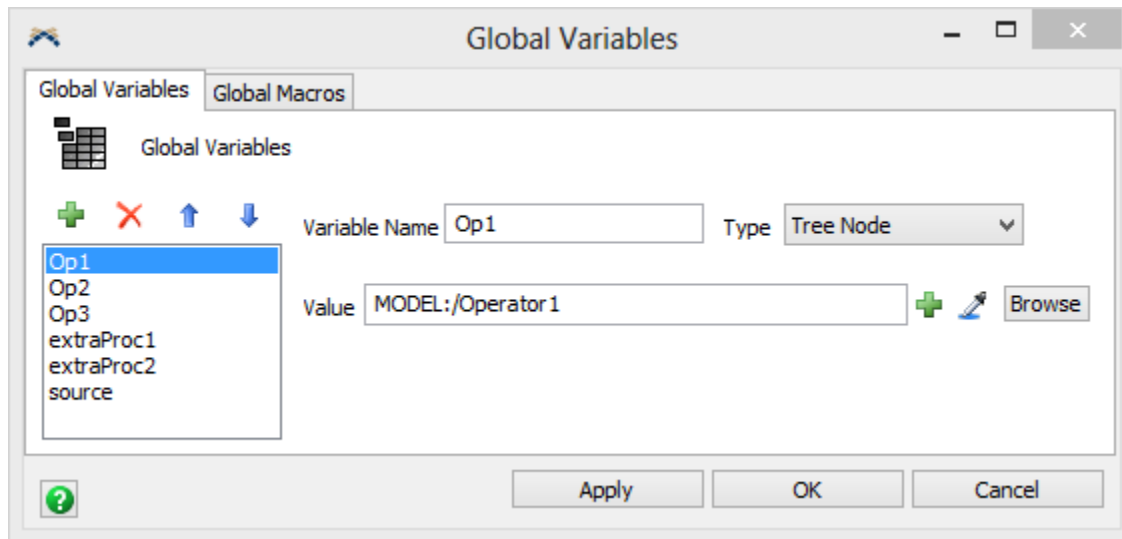 Global Variables
Global Variables Global Macros
Global Variables
Variable Name Op1 Type Tree Node
Op1
Op2
Op3
extraProc1
extraProc2
source
Value MODEL:/Operator1 Browse
Apply OK Cancel